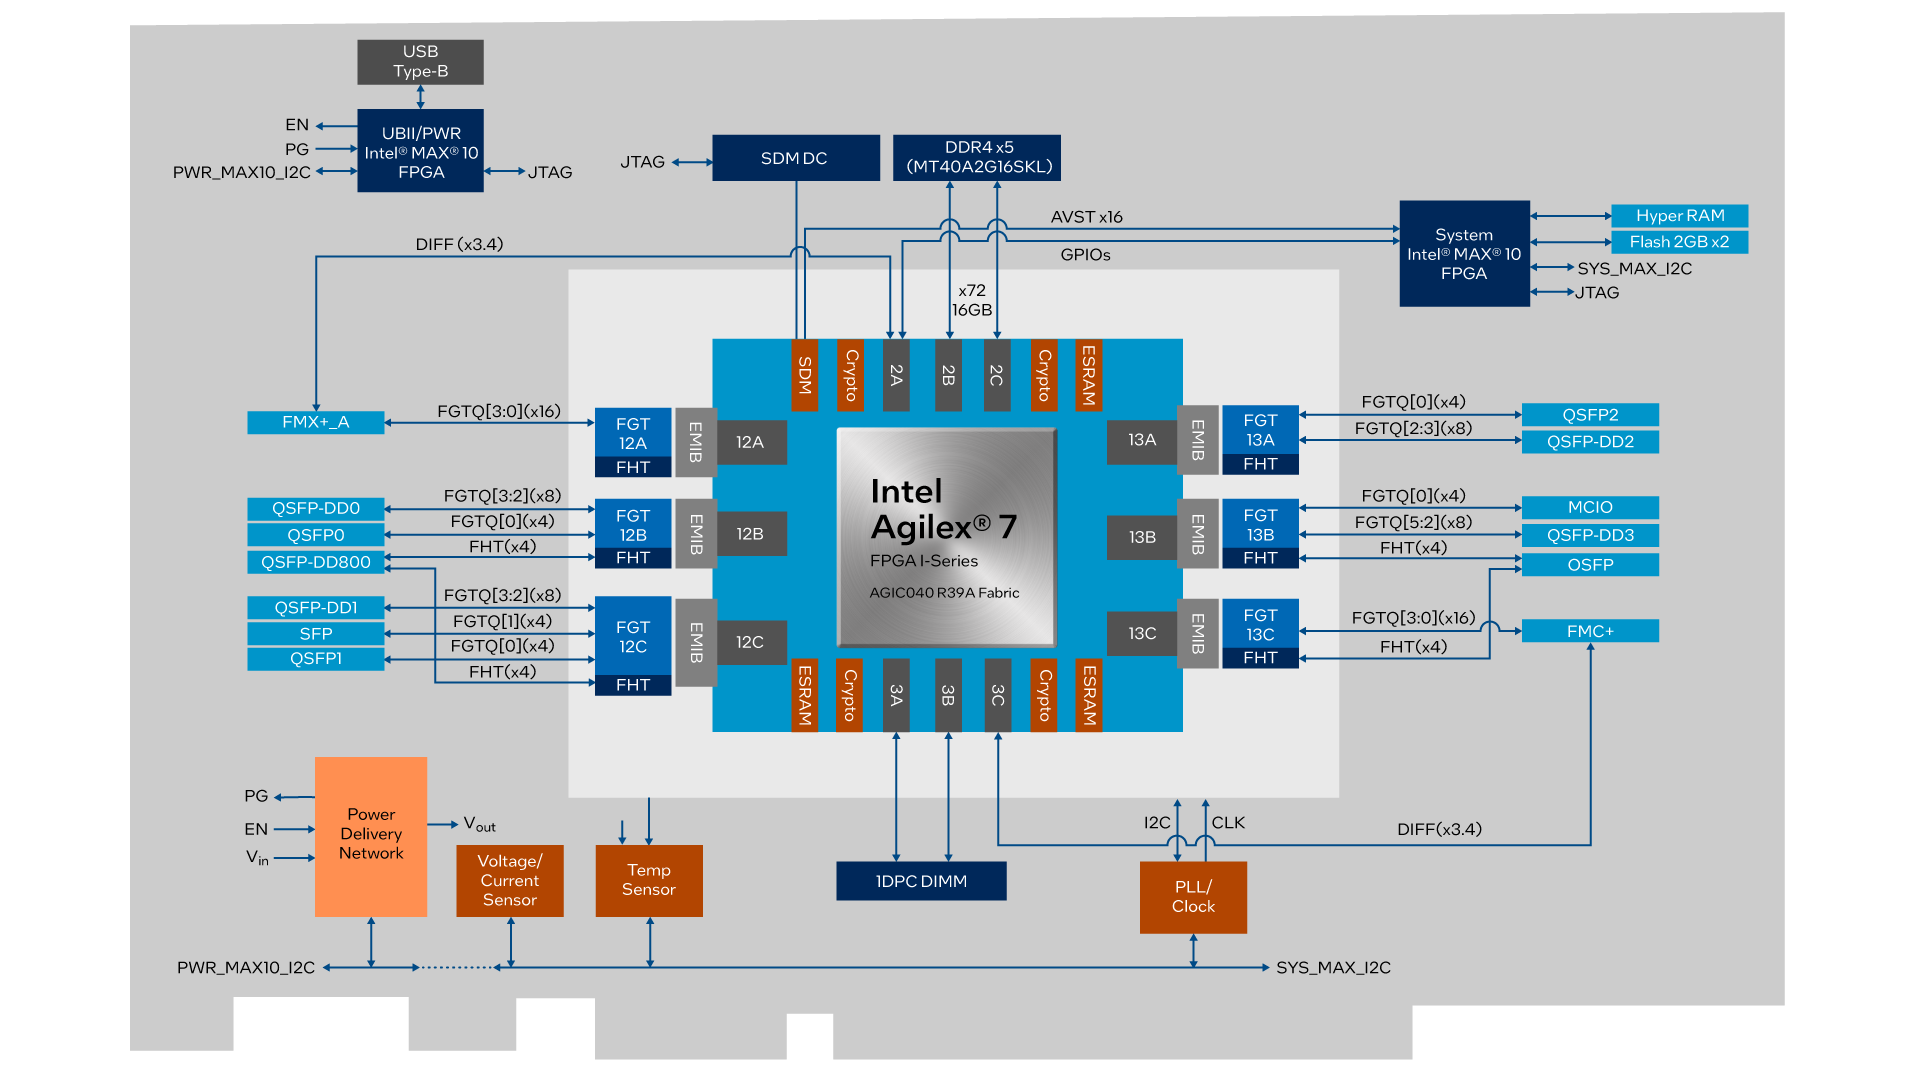 USB
Type-B
EN
PG
PWR_MAX10_I2C
UBII/PWR
Intel® MAX® 10
FPGA
JTAG
JTAG
SDM DC
DDR4 x5
(MT40A2G16SKL)
AVST x16
GPIOs
DIFF (x3.4)
x72
16GB
System
Intel® MAX® 10
FPGA
Hyper RAM
Flash 2GB x2
SYS_MAX_I2C
JTAG
SDM
Crypto
2A
2B
2C
Crypto
ESRAM
FMX+_A
FGTQ[3:0](x16)
FGT
12A
FHT
EMIB
12A
QSFP-DD0
QSFP0
QSFP-DD800
FGTQ[3:2](x8)
FGTQ[0](x4)
FHT(x4)
FGT
12B
FHT
EMIB
12B
QSFP-DD1
SFP
QSFP1
FGTQ[3:2](x8)
FGTQ[1](x4)
FGTQ[0](x4)
FHT(x4)
FGT
12C
FHT
EMIB
12C
Intel
Agilex® 7
FPGA I-Series
AGIC040 R39A Fabric
13A
EMIB
FGT
13A
FHT
FGTQ[0](x4)
FGTQ[2:3](x8)
QSFP2
QSFP-DD2
13B
EMIB
FGT
13B
FHT
FGTQ[0](x4)
FGTQ[5:2](x8)
FHT(x4)
MCIO
QSFP-DD3
OSFP
13C
EMIB
FGT
13C
FHT
FGTQ[3:0](x16)
FHT(x4)
FMC+
ESRAM
Crypto
3A
3B
3C
Crypto
ESRAM
PG
EN
Vin
Power
Delivery
Network
Vout
Voltage/
Current
Sensor
Temp
Sensor
1DPC DIMM
I2C
CLK
DIFF(x3.4)
PLL/
Clock
PWR_MAX10_I2C
SYS_MAX_I2C